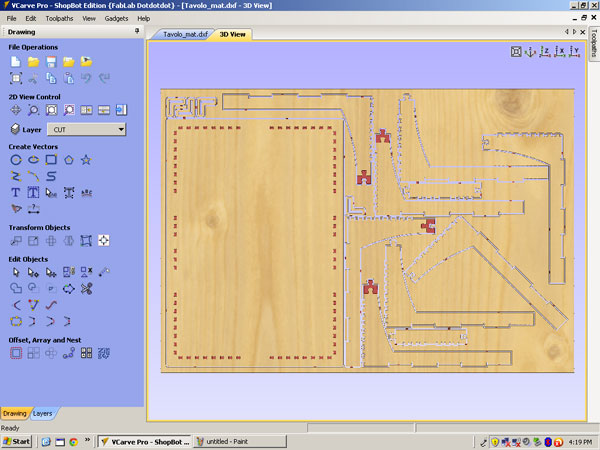 VCarve Pro - ShopBot Edition {FabLab Dotdotdot} - [Tavolo_mat.dxf - 3D View]
File Edit Model Toolpaths View Gadgets Help
Drawing
Tavolo_mat.dxf 3D View
File Operations
Toolpaths
2D View Control
Layer CUT
Create Vectors
Transform Objects
Edit Objects
Offset, Array and Nest
Drawing Layers
Ready
Start VCarve Pro - ShopBot ... untitled - Paint 4:19 PM